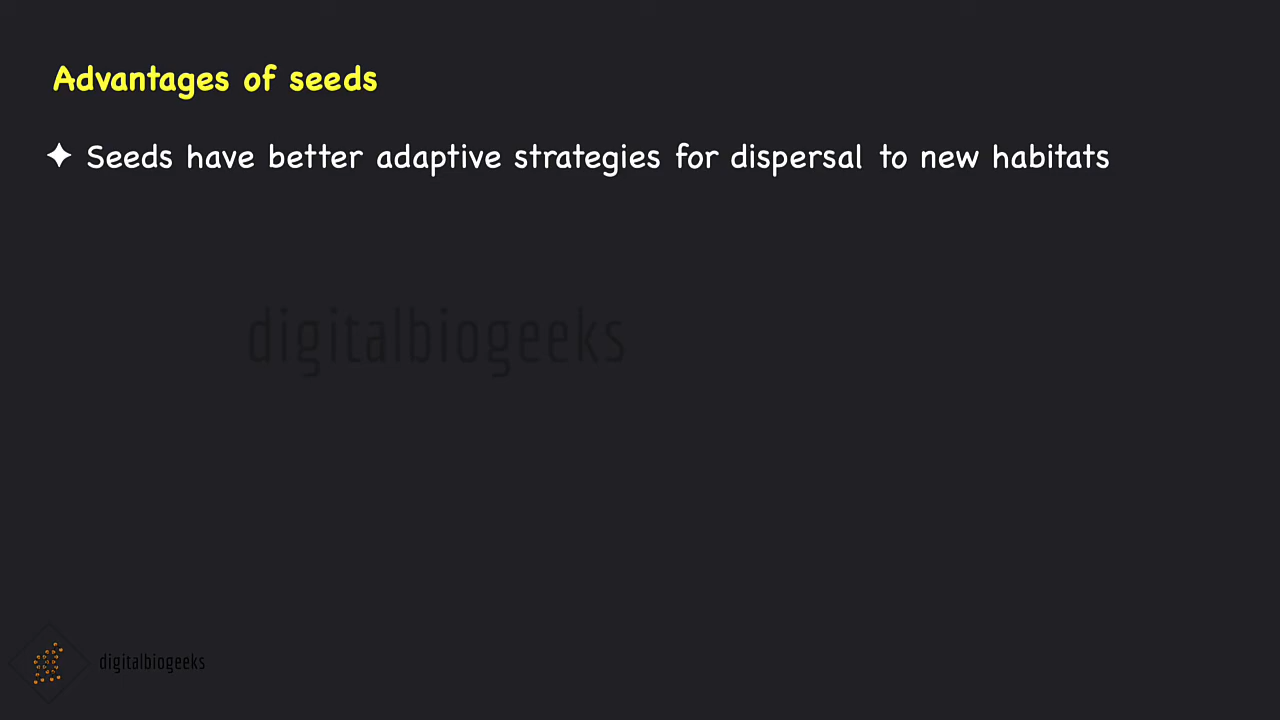 Advantages of seeds
✦ Seeds have better adaptive strategies for dispersal to new habitats
digitalbiogeeks
digitalbiogeeks